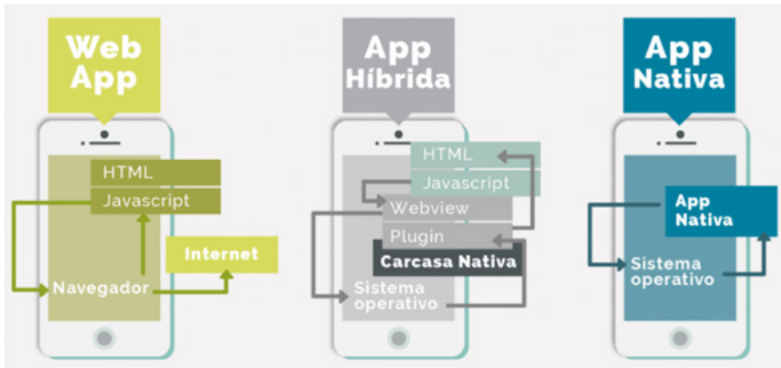 Web
App
HTML
Javascript
Internet
Navegador
App
Híbrida
HTML
Javascript
Webview
Plugin
Carcasa Nativa
Sistema
operativo
App
Nativa
App
Nativa
Sistema
operativo